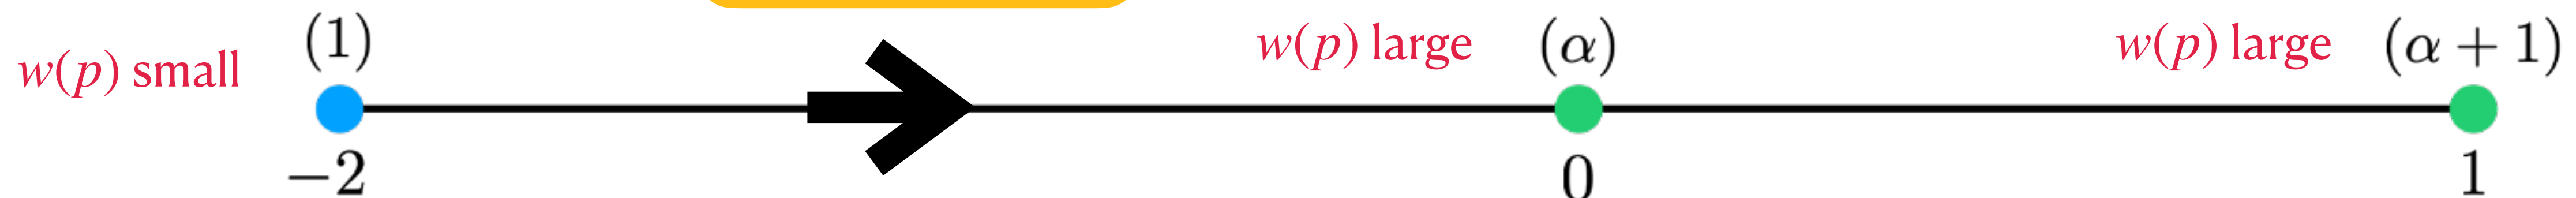 w(p) small (1) w(p) large (α) w(p) large (α + 1)
−2 0 1